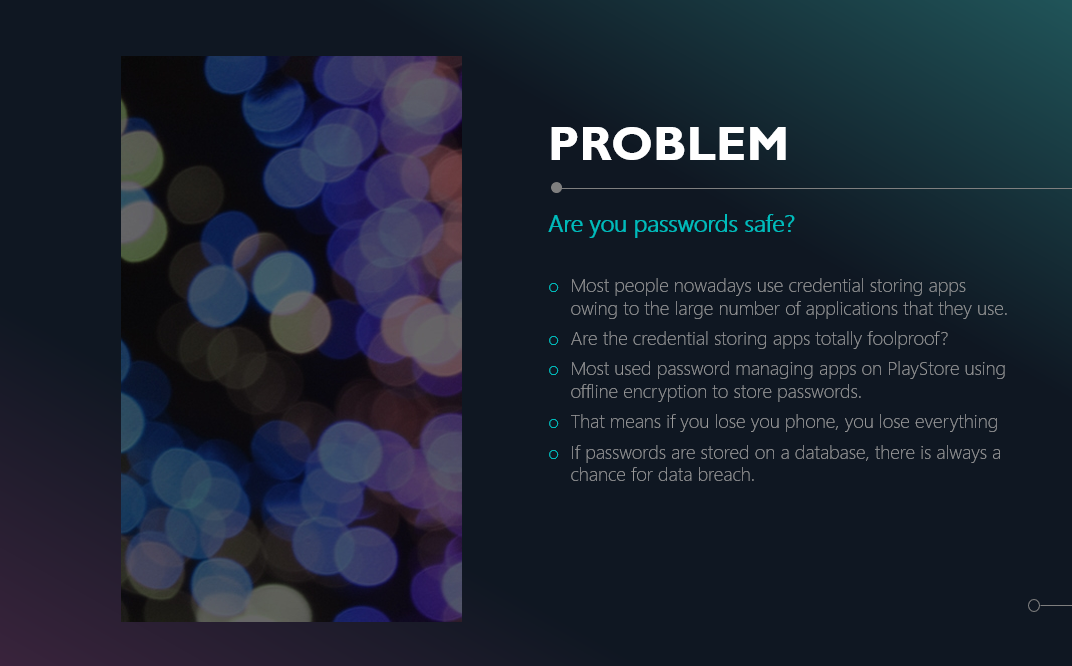 PROBLEM
Are you passwords safe?
Most people nowadays use credential storing apps
owing to the large number of applications that they use.
Are the credential storing apps totally foolproof?
Most used password managing apps on PlayStore using
offline encryption to store passwords.
That means if you lose you phone, you lose everything
If passwords are stored on a database, there is always a
chance for data breach.